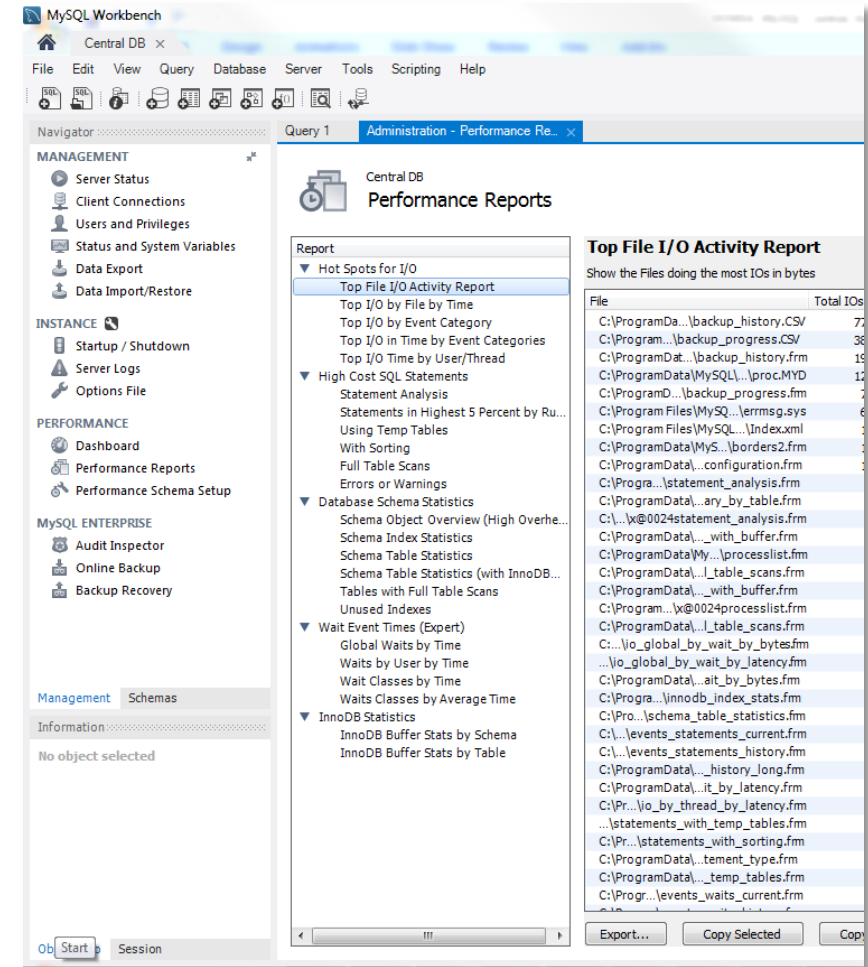 MySQL Workbench
Central DB ×
File Edit View Query Database Server Tools Scripting Help
Navigator
MANAGEMENT
Server Status
Client Connections
Users and Privileges
Status and System Variables
Data Export
Data Import/Restore
INSTANCE
Startup / Shutdown
Server Logs
Options File
PERFORMANCE
Dashboard
Performance Reports
Performance Schema Setup
MySQL ENTERPRISE
Audit Inspector
Online Backup
Backup Recovery
Management Schemas
Information
No object selected
Ob Start Session
Query 1 Administration - Performance Re... ×
Central DB
Performance Reports
Report
Hot Spots for I/O
Top File I/O Activity Report
Top I/O by File by Time
Top I/O by Event Category
Top I/O in Time by Event Categories
Top I/O Time by User/Thread
High Cost SQL Statements
Statement Analysis
Statements in Highest 5 Percent by Ru...
Using Temp Tables
With Sorting
Full Table Scans
Errors or Warnings
Database Schema Statistics
Schema Object Overview (High Overhe...
Schema Index Statistics
Schema Table Statistics
Schema Table Statistics (with InnoDB...
Tables with Full Table Scans
Unused Indexes
Wait Event Times (Expert)
Global Waits by Time
Waits by User by Time
Wait Classes by Time
Waits Classes by Average Time
InnoDB Statistics
InnoDB Buffer Stats by Schema
InnoDB Buffer Stats by Table
Top File I/O Activity Report
Show the Files doing the most IOs in bytes
File Total IOs
C:\ProgramDa...\backup_history.CSV 77
C:\Program...\backup_progress.CSV 38
C:\ProgramDat...\backup_history.frm 19
C:\ProgramData\MySQL\...\proc.MYD 12
C:\ProgramD...\backup_progress.frm 7
C:\Program Files\MySQ...\errmsg.sys 6
C:\Program Files\MySQL...\Index.xml
C:\ProgramData\MyS...\borders2.frm
C:\ProgramData\...configuration.frm
C:\Progra...\statement_analysis.frm
C:\ProgramData\...ary_by_table.frm
C:\...\x@0024statement_analysis.frm
C:\ProgramData\..._with_buffer.frm
C:\ProgramData\My...\processlist.frm
C:\ProgramData\...l_table_scans.frm
C:\ProgramData\..._with_buffer.frm
C:\Program...\x@0024processlist.frm
C:\ProgramData\...l_table_scans.frm
C:...\io_global_by_wait_by_bytes.frm
...\io_global_by_wait_by_latency.frm
C:\ProgramData\...ait_by_bytes.frm
C:\Progra...\innodb_index_stats.frm
C:\Pro...\schema_table_statistics.frm
C:\...\events_statements_current.frm
C:\...\events_statements_history.frm
C:\ProgramData\..._history_long.frm
C:\ProgramData\...it_by_latency.frm
C:\Pr...\io_by_thread_by_latency.frm
...\statements_with_temp_tables.frm
C:\Pr...\statements_with_sorting.frm
C:\ProgramData\...tement_type.frm
C:\ProgramData\..._temp_tables.frm
C:\Progr...\events_waits_current.frm
Export... Copy Selected Cop